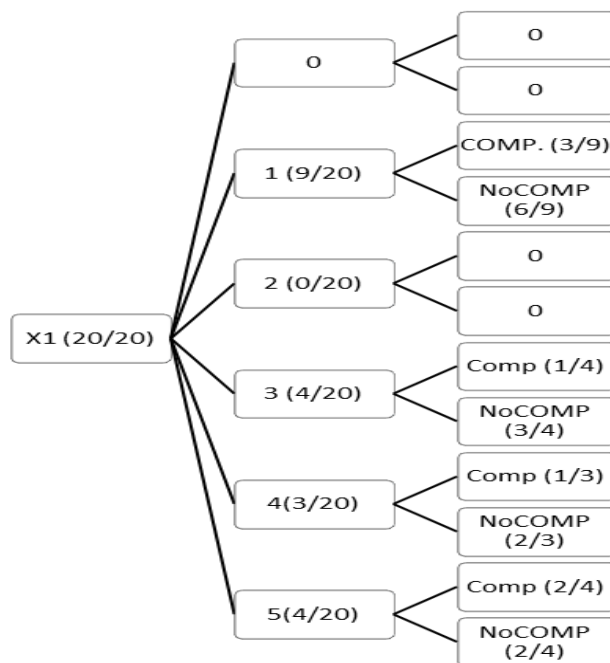 0
0
0
COMP. (3/9)
1 (9/20)
NoCOMP
(6/9)
0
2 (0/20)
0
X1 (20/20)
Comp (1/4)
3 (4/20)
NoCOMP
(3/4)
Comp (1/3)
4(3/20)
NoCOMP
(2/3)
Comp (2/4)
5(4/20)
NoCOMP
(2/4)